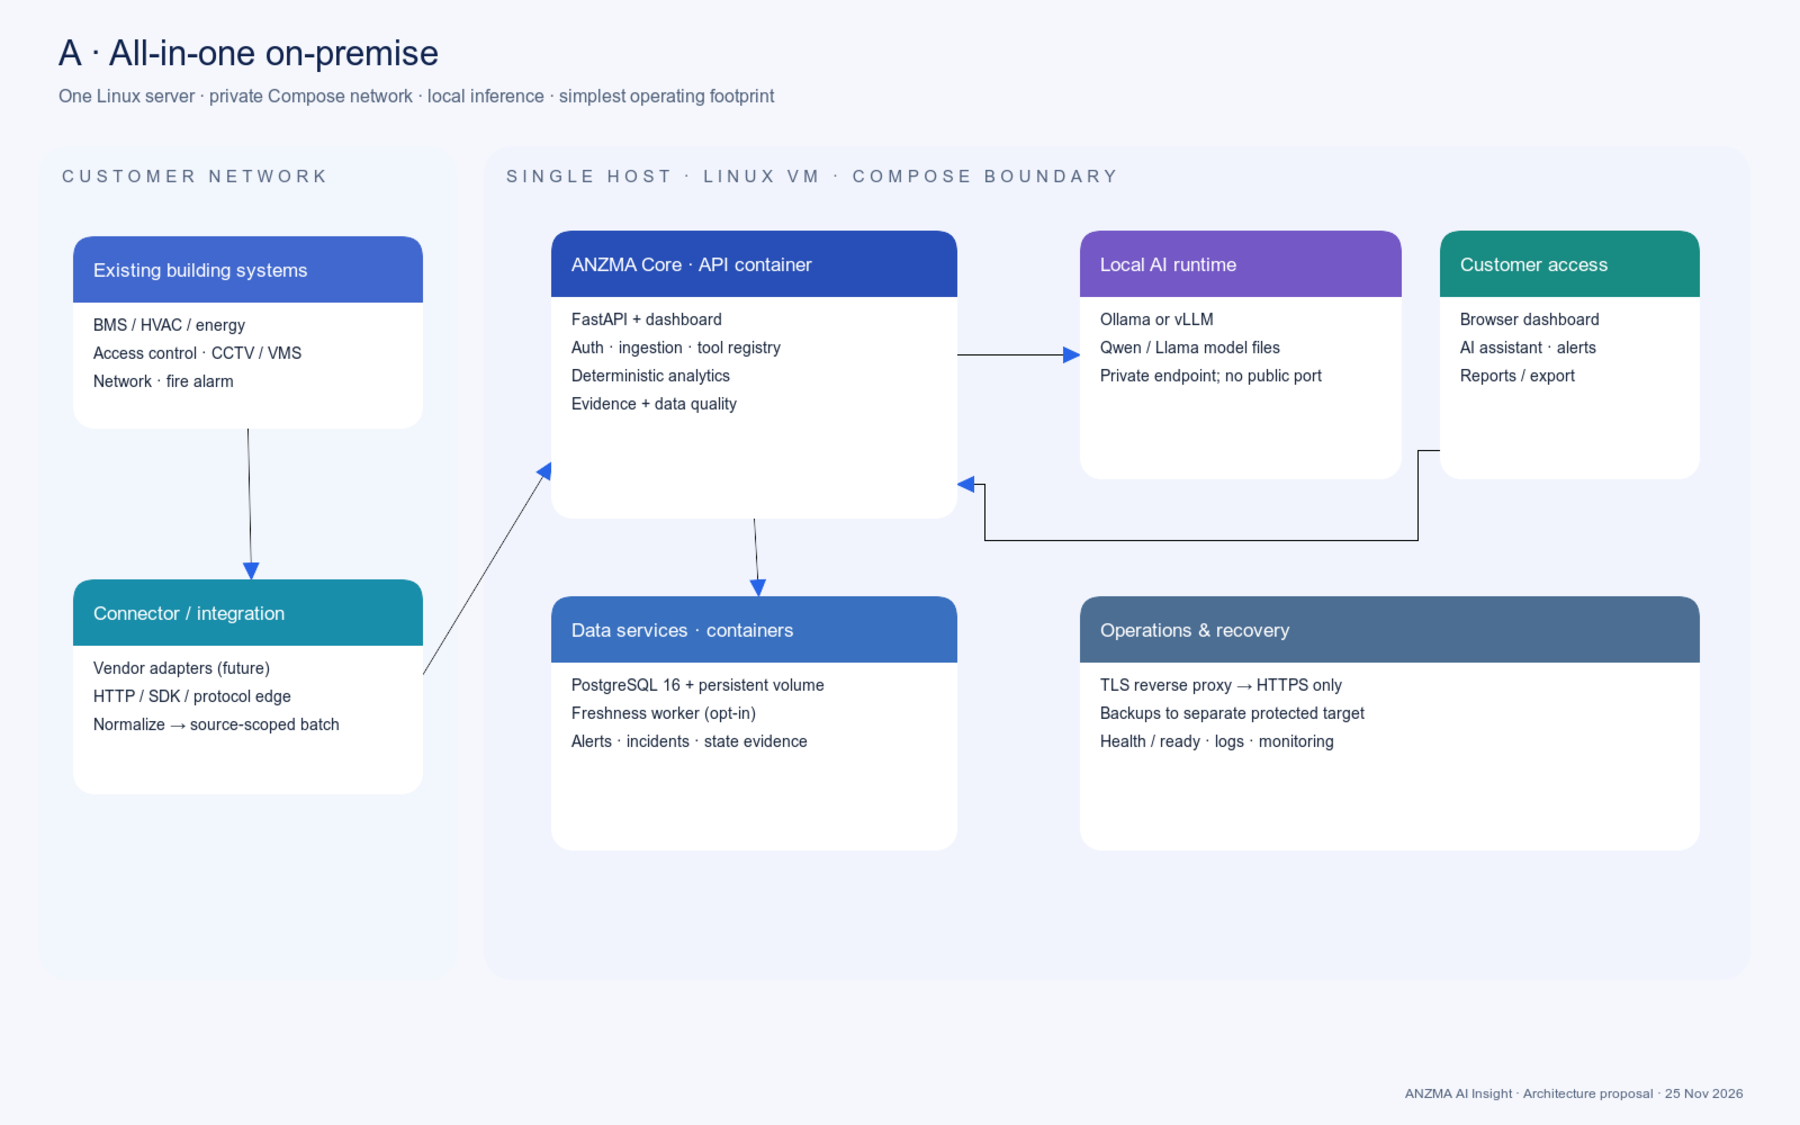 A · All-in-one on-premise
One Linux server · private Compose network · local inference · simplest operating footprint
CUSTOMER NETWORK
Existing building systems
BMS / HVAC / energy
Access control · CCTV / VMS
Network · fire alarm
Connector / integration
Vendor adapters (future)
HTTP / SDK / protocol edge
Normalize → source-scoped batch
SINGLE HOST · LINUX VM · COMPOSE BOUNDARY
ANZMA Core · API container
FastAPI + dashboard
Auth · ingestion · tool registry
Deterministic analytics
Evidence + data quality
Local AI runtime
Ollama or vLLM
Qwen / Llama model files
Private endpoint; no public port
Customer access
Browser dashboard
AI assistant · alerts
Reports / export
Data services · containers
PostgreSQL 16 + persistent volume
Freshness worker (opt-in)
Alerts · incidents · state evidence
Operations & recovery
TLS reverse proxy → HTTPS only
Backups to separate protected target
Health / ready · logs · monitoring
ANZMA AI Insight · Architecture proposal · 25 Nov 2026